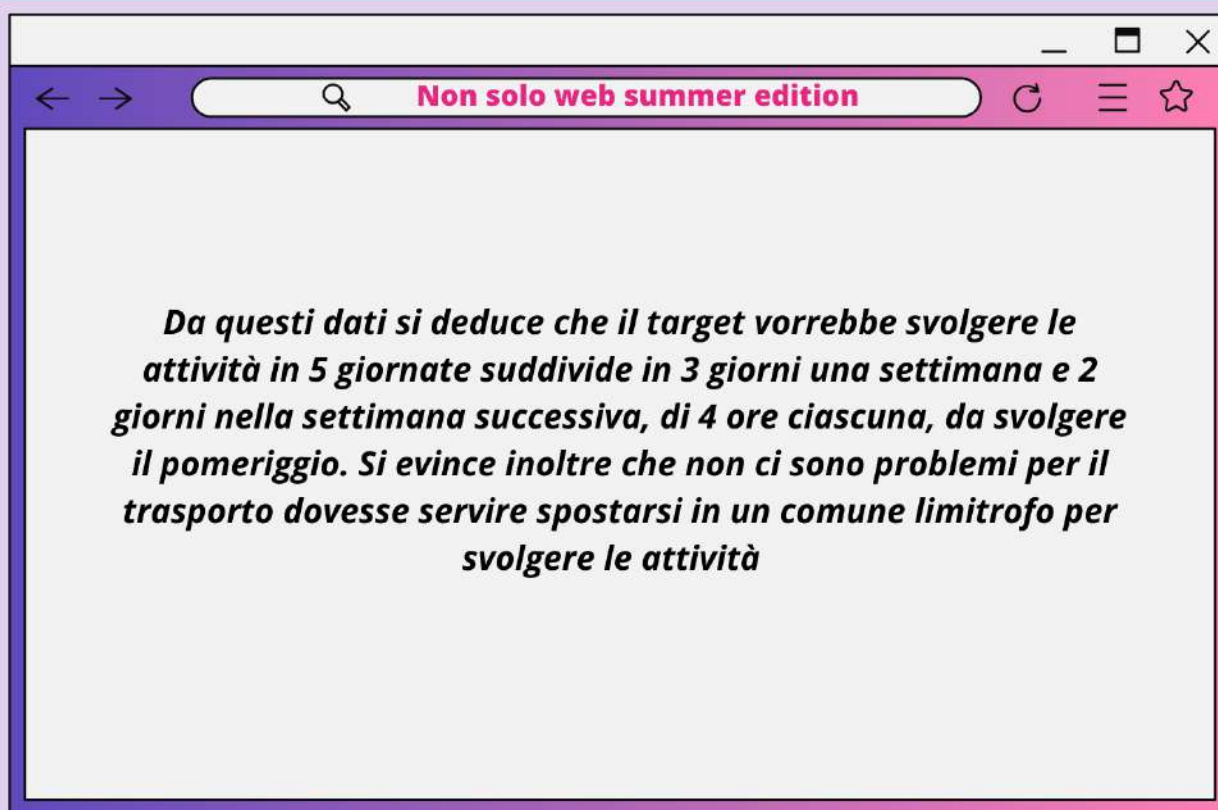 Non solo web summer edition
Da questi dati si deduce che il target vorrebbe svolgere le
attività in 5 giornate suddivide in 3 giorni una settimana e 2
giorni nella settimana successiva, di 4 ore ciascuna, da svolgere
il pomeriggio. Si evince inoltre che non ci sono problemi per il
trasporto dovesse servire spostarsi in un comune limitrofo per
svolgere le attività